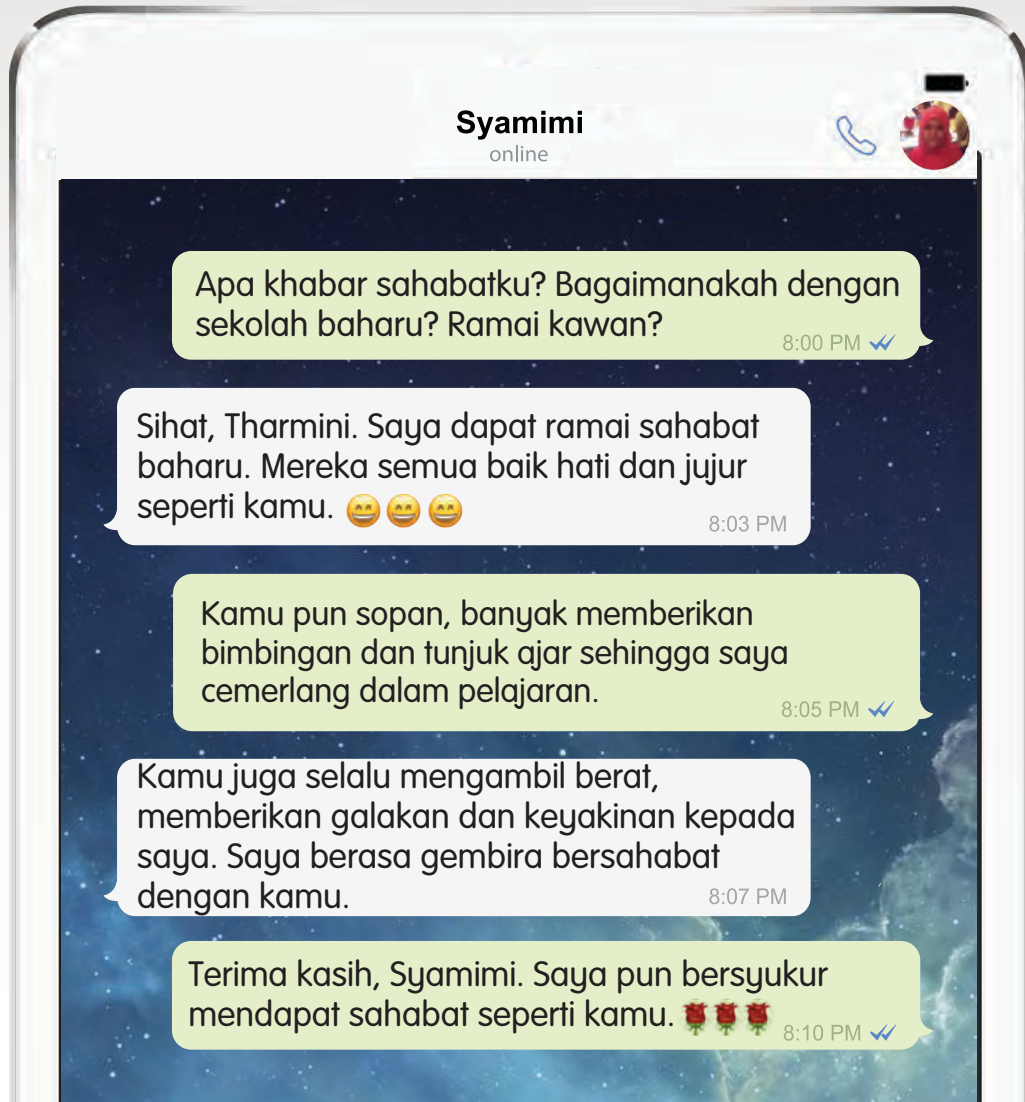 Syamimi
online
Apa khabar sahabatku? Bagaimanakah dengan
sekolah baharu? Ramai kawan?
8:00 PM
Sihat, Tharmini. Saya dapat ramai sahabat
baharu. Mereka semua baik hati dan jujur
seperti kamu. 😄😄😄
8:03 PM
Kamu pun sopan, banyak memberikan
bimbingan dan tunjuk ajar sehingga saya
cemerlang dalam pelajaran.
8:05 PM
Kamu juga selalu mengambil berat,
memberikan galakan dan keyakinan kepada
saya. Saya berasa gembira bersahabat
dengan kamu.
8:07 PM
Terima kasih, Syamimi. Saya pun bersyukur
mendapat sahabat seperti kamu. 🌹🌹🌹
8:10 PM